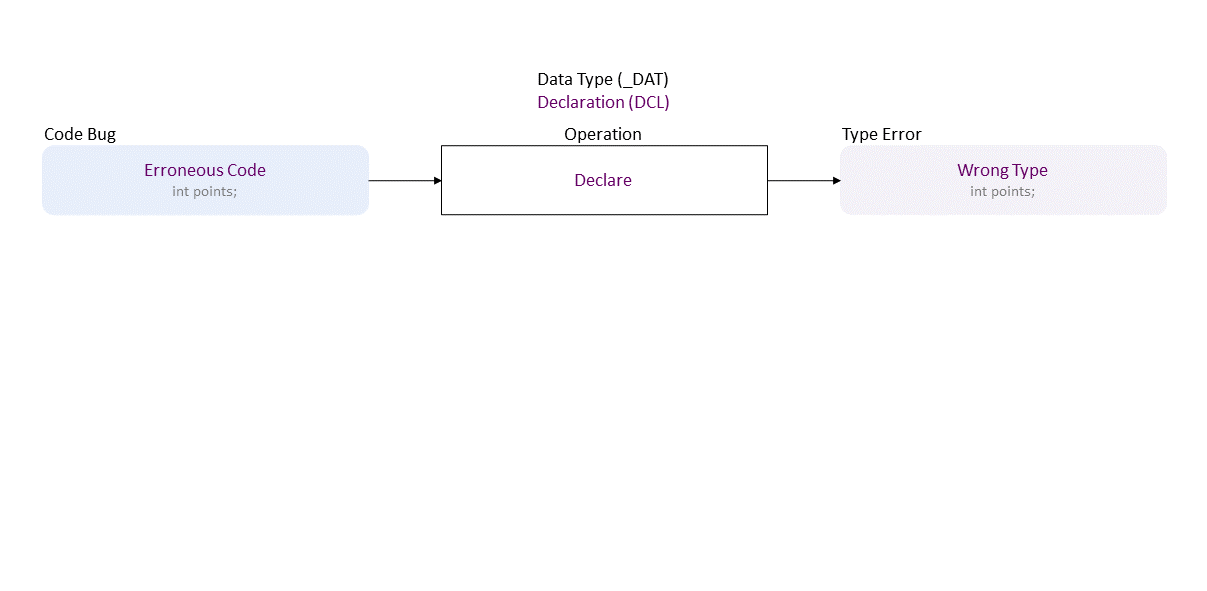 Data Type (_DAT)
Declaration (DCL)
Code Bug
Operation
Type Error
Erroneous Code
int points;
Declare
Wrong Type
int points;